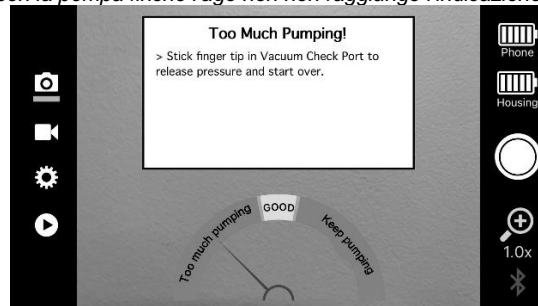 Too Much Pumping!
> Stick finger tip in Vacuum Check Port to
release pressure and start over.
Phone
Housing
Too much pumping
GOOD
Keep pumping
1.0x